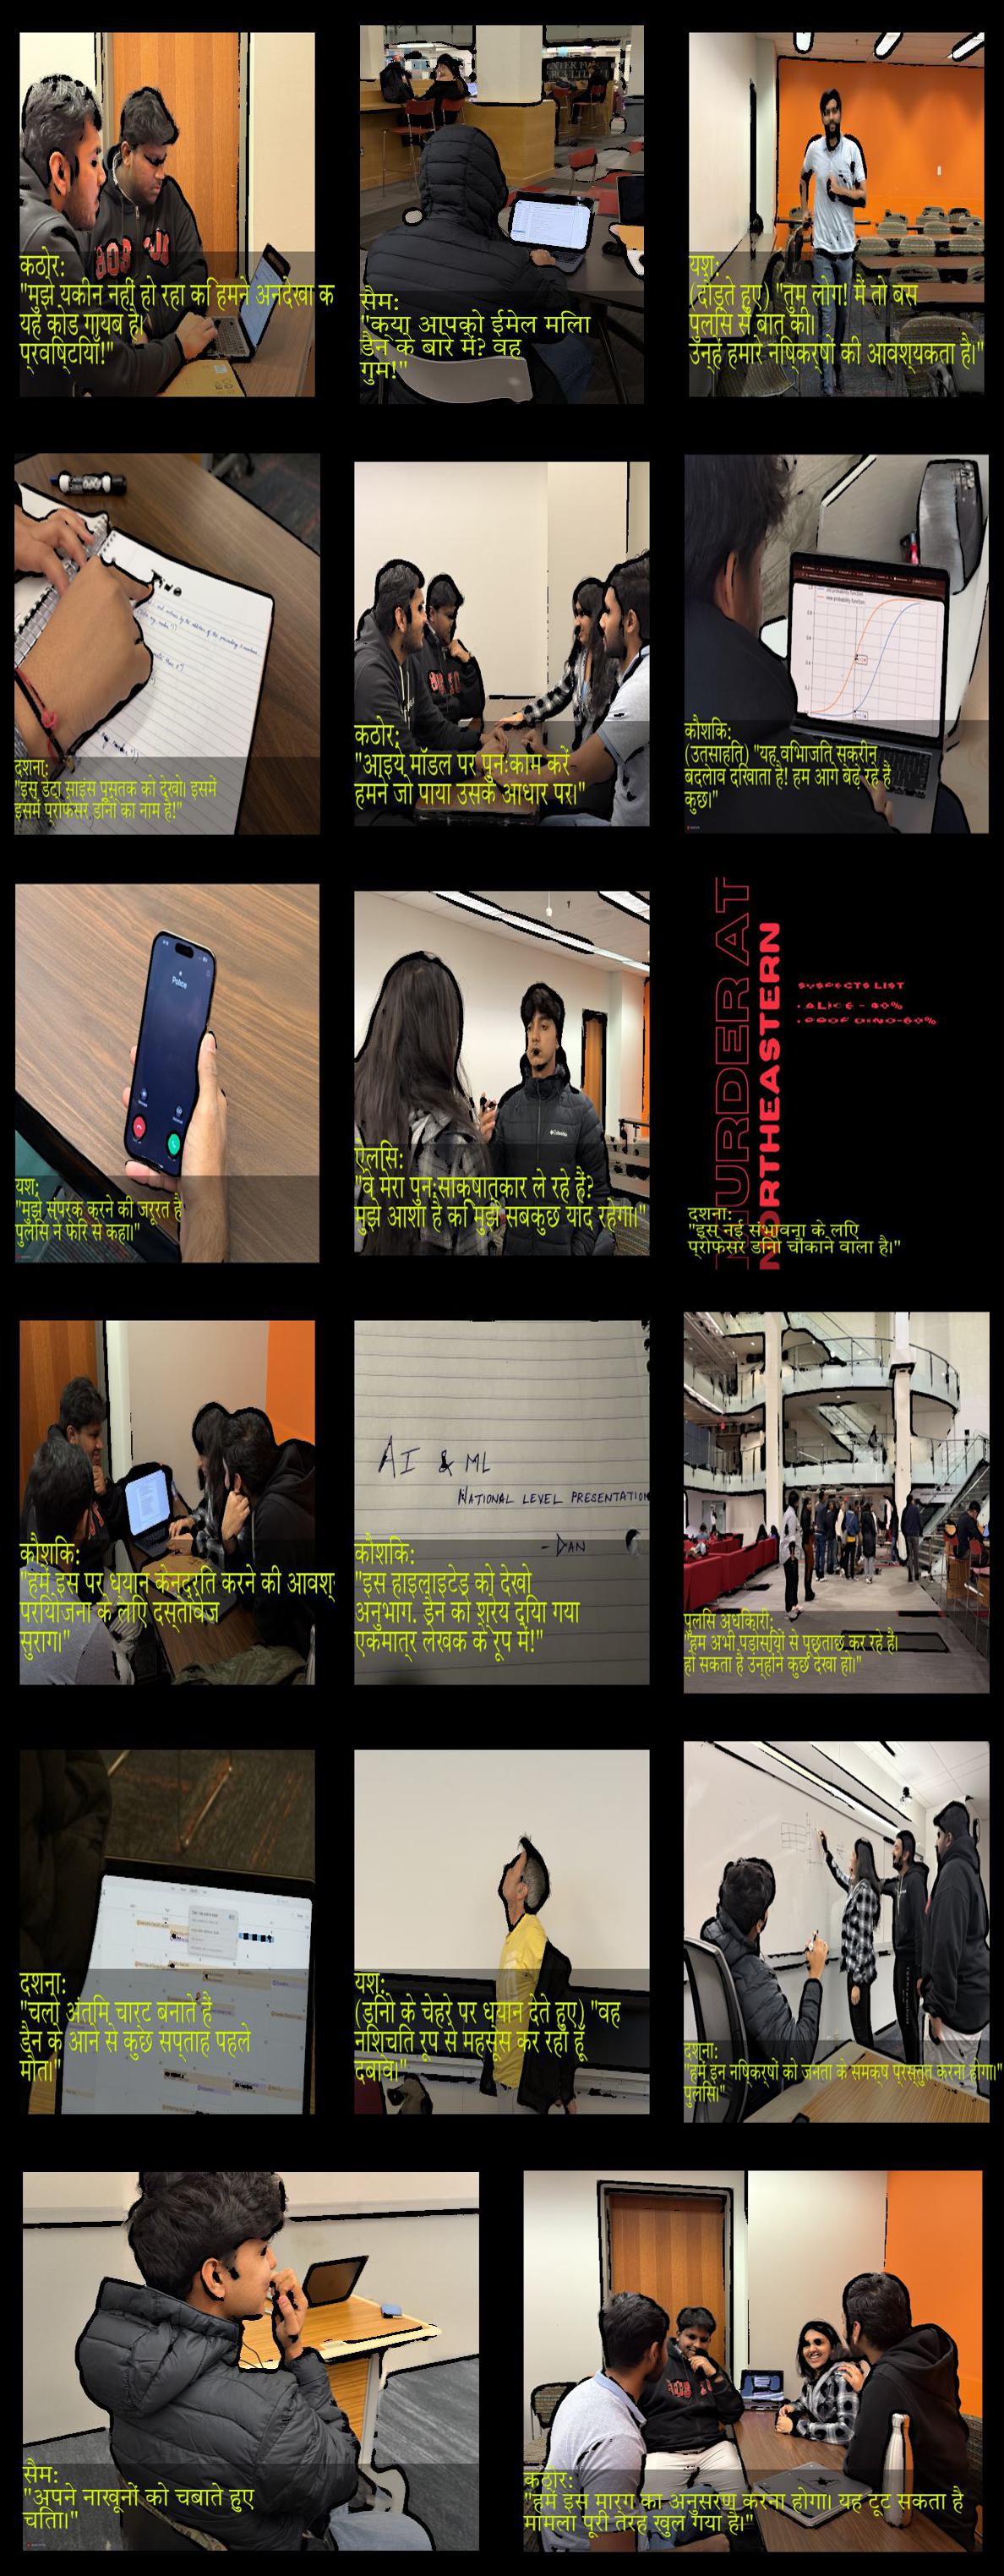 कठोर:
"मुझे यकीन नहीं हो रहा कि हमने अनदेखा क
यह कोड गायब है।
प्रविष्टियाँ!"
सैम:
"क्या आपको ईमेल मिला
डैन के बारे में? वह
गुम!"
यश:
(दौड़ते हुए) "तुम लोग! मैं तो बस
पुलिस से बात की।
उन्हें हमारे निष्कर्षों की आवश्यकता है।"
दशना:
"इस डेटा साइंस पुस्तक को देखो। इसमें
इसमें प्रोफेसर डिनो का नाम है!"
कठोर:
"आइये मॉडल पर पुन:काम करें
हमने जो पाया उसके आधार पर।"
कौशिक:
(उत्साहित) "यह विभाजित स्क्रीन
बदलाव दिखाता है! हम आगे बढ़ रहे हैं
कुछ।"
Police
यश:
"मुझे संपर्क करने की जरूरत है
पुलिस ने फिर से कहा।"
ऐलिस:
"वे मेरा पुन:साक्षात्कार ले रहे हैं?
मुझे आशा है कि मुझे सबकुछ याद रहेगा।"
MURDER AT
NORTHEASTERN
SUSPECTS LIST
दशना:
"इस नई संभावना के लिए
प्रोफेसर डिनो चौंकाने वाला है।"
कौशिक:
"हमें इस पर ध्यान केन्द्रित करने की आवश्
परियोजना के लिए दस्तावेज
सुराग।"
AI & ML
NATIONAL LEVEL PRESENTATION
- DAN
कौशिक:
"इस हाइलाइटेड को देखो
अनुभाग. डैन को श्रेय दिया गया
एकमात्र लेखक के रूप में!"
पुलिस अधिकारी:
"हम अभी पड़ोसियों से पूछताछ कर रहे हैं।
हो सकता है उन्होंने कुछ देखा हो।"
दशना:
"चलो अंतिम चार्ट बनाते हैं
डैन के आने से कुछ सप्ताह पहले
मौत।"
यश:
(डिनो के चेहरे पर ध्यान देते हुए) "वह
निश्चित रूप से महसूस कर रहा हूँ
दबाव।"
दशना:
"हमें इन निष्कर्षों को जनता के समक्ष प्रस्तुत करना होगा।"
पुलिस।"
सैम:
"अपने नाखूनों को चबाते हुए
चिंता।"
कठोर:
"हमें इस मार्ग का अनुसरण करना होगा। यह टूट सकता है
मामला पूरी तरह खुल गया है।"